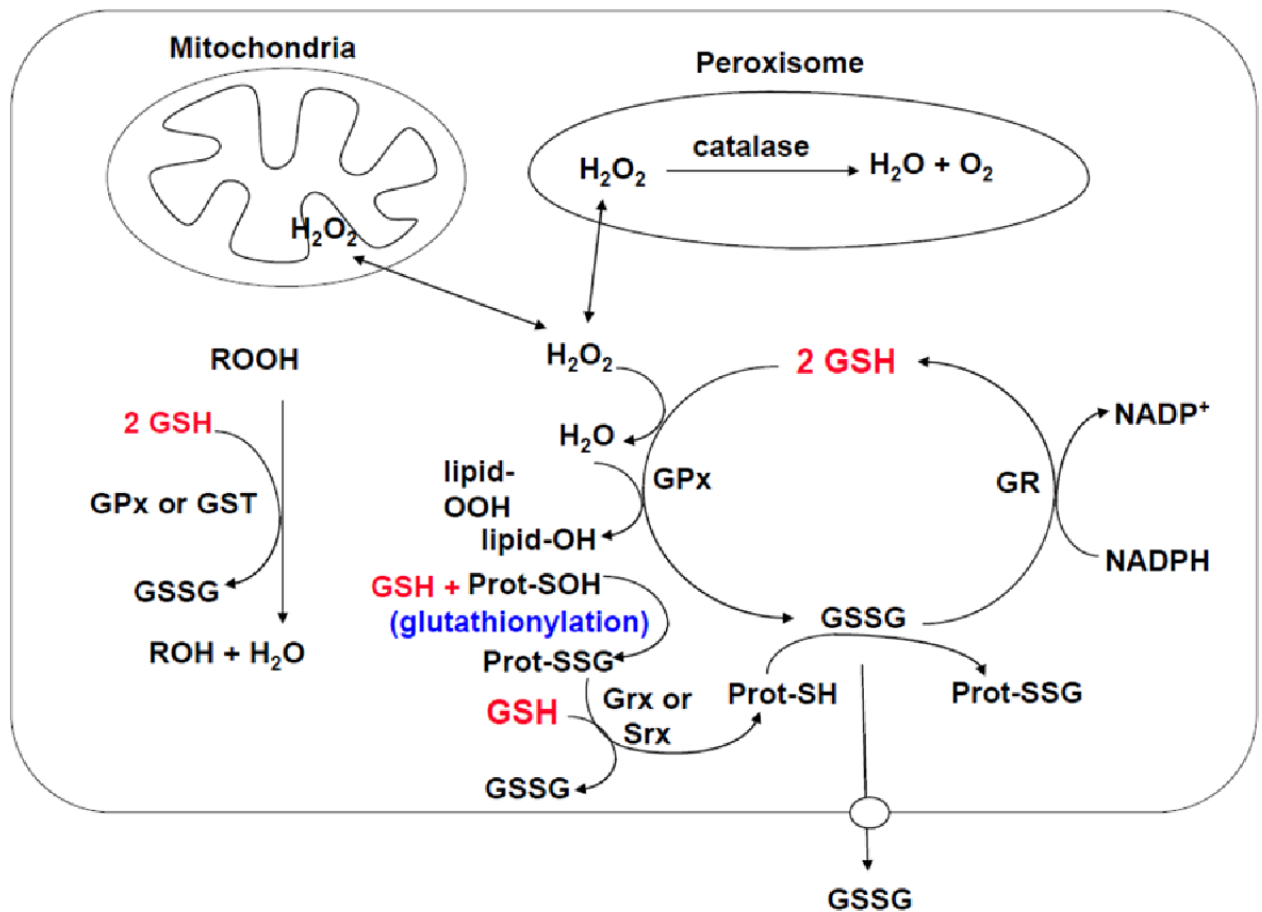 Mitochondria
Peroxisome
catalase
H₂O₂
H₂O + O₂
H₂O₂
ROOH
H₂O₂
2 GSH
2 GSH
NADP⁺
H₂O
lipid-
OOH
GPx
GR
GPx or GST
lipid-OH
NADPH
GSH + Prot-SOH
GSSG
(glutathionylation)
GSSG
ROH + H₂O
Prot-SSG
Grx or
Srx
Prot-SH
Prot-SSG
GSH
GSSG
GSSG